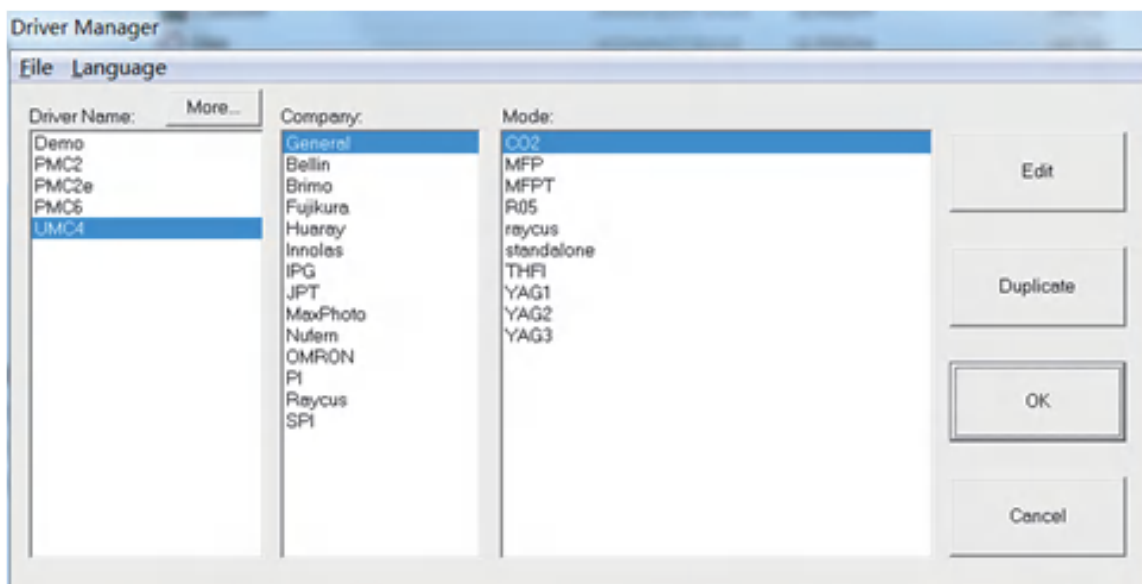 Driver Manager
File Language
Driver Name:
More...
Company:
Mode:
Demo
PMC2
PMC2e
PMC6
UMC4
General
Bellin
Brimo
Fujikura
Huaray
Innolas
IPG
JPT
MaxPhoto
Nufern
OMRON
PI
Raycus
SPI
CO2
MFP
MFPT
R05
raycus
standalone
THFI
YAG1
YAG2
YAG3
Edit
Duplicate
OK
Cancel